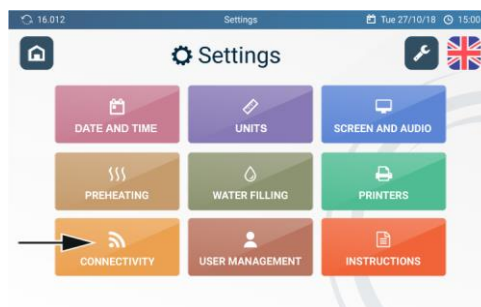 16.012 Settings Tue 27/10/18 15:00
Settings
DATE AND TIME UNITS SCREEN AND AUDIO
PREHEATING WATER FILLING PRINTERS
CONNECTIVITY USER MANAGEMENT INSTRUCTIONS